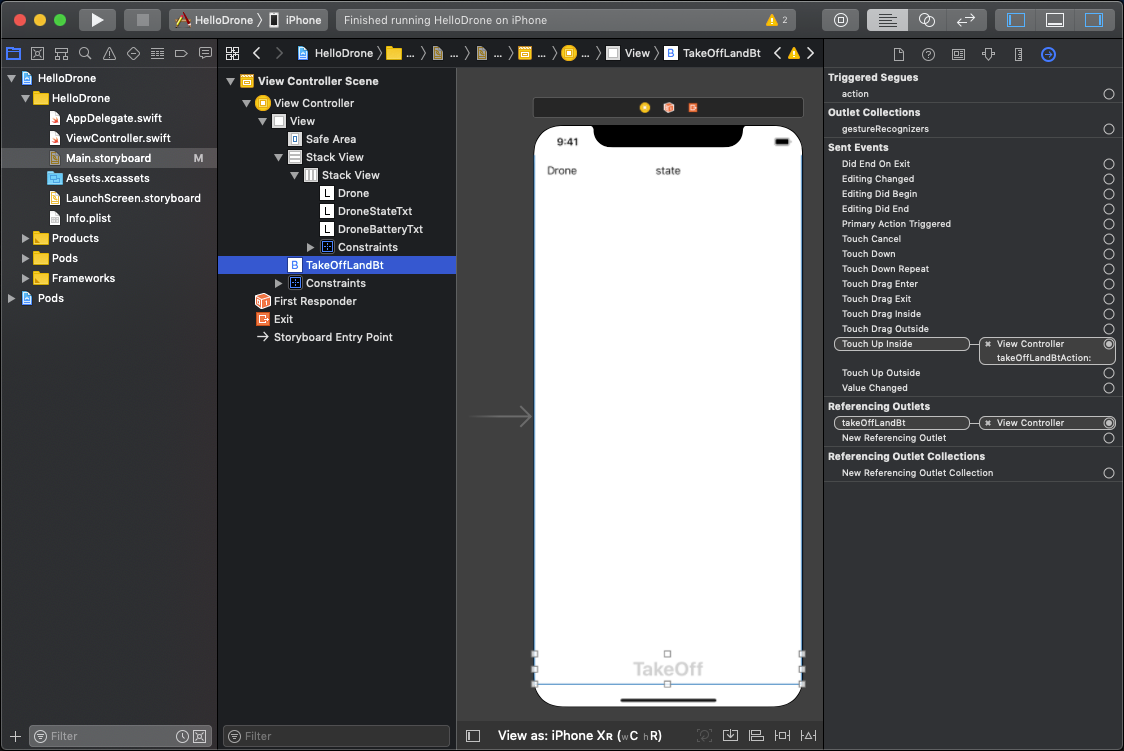 HelloDrone iPhone
Finished running HelloDrone on iPhone
2
HelloDrone ... ... ... ... ... View B TakeOffLandBt
HelloDrone
HelloDrone
AppDelegate.swift
ViewController.swift
Main.storyboard M
Assets.xcassets
LaunchScreen.storyboard
Info.plist
Products
Pods
Frameworks
Pods
Filter
View Controller Scene
View Controller
View
Safe Area
Stack View
Stack View
L Drone
L DroneStateTxt
L DroneBatteryTxt
Constraints
B TakeOffLandBt
Constraints
First Responder
Exit
Storyboard Entry Point
Filter
9:41
Drone state
TakeOff
View as: iPhone XR (wC hR)
Triggered Segues
action
Outlet Collections
gestureRecognizers
Sent Events
Did End On Exit
Editing Changed
Editing Did Begin
Editing Did End
Primary Action Triggered
Touch Cancel
Touch Down
Touch Down Repeat
Touch Drag Enter
Touch Drag Exit
Touch Drag Inside
Touch Drag Outside
Touch Up Inside View Controller
takeOffLandBtAction:
Touch Up Outside
Value Changed
Referencing Outlets
takeOffLandBt View Controller
New Referencing Outlet
Referencing Outlet Collections
New Referencing Outlet Collection